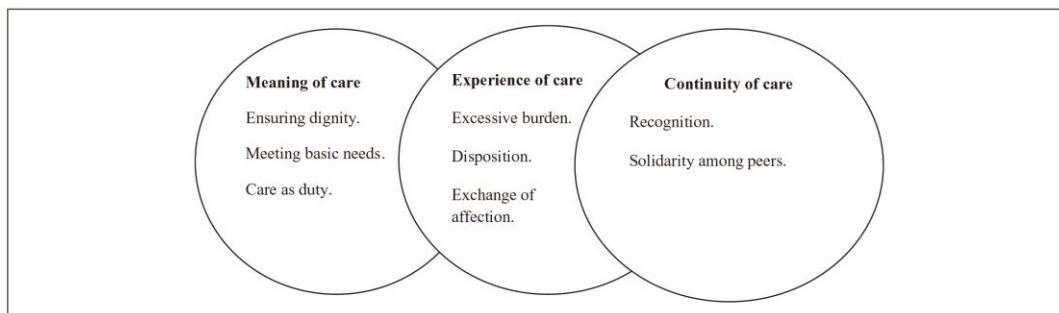 Meaning of care
Ensuring dignity.
Meeting basic needs.
Care as duty.
Experience of care
Excessive burden.
Disposition.
Exchange of
affection.
Continuity of care
Recognition.
Solidarity among peers.